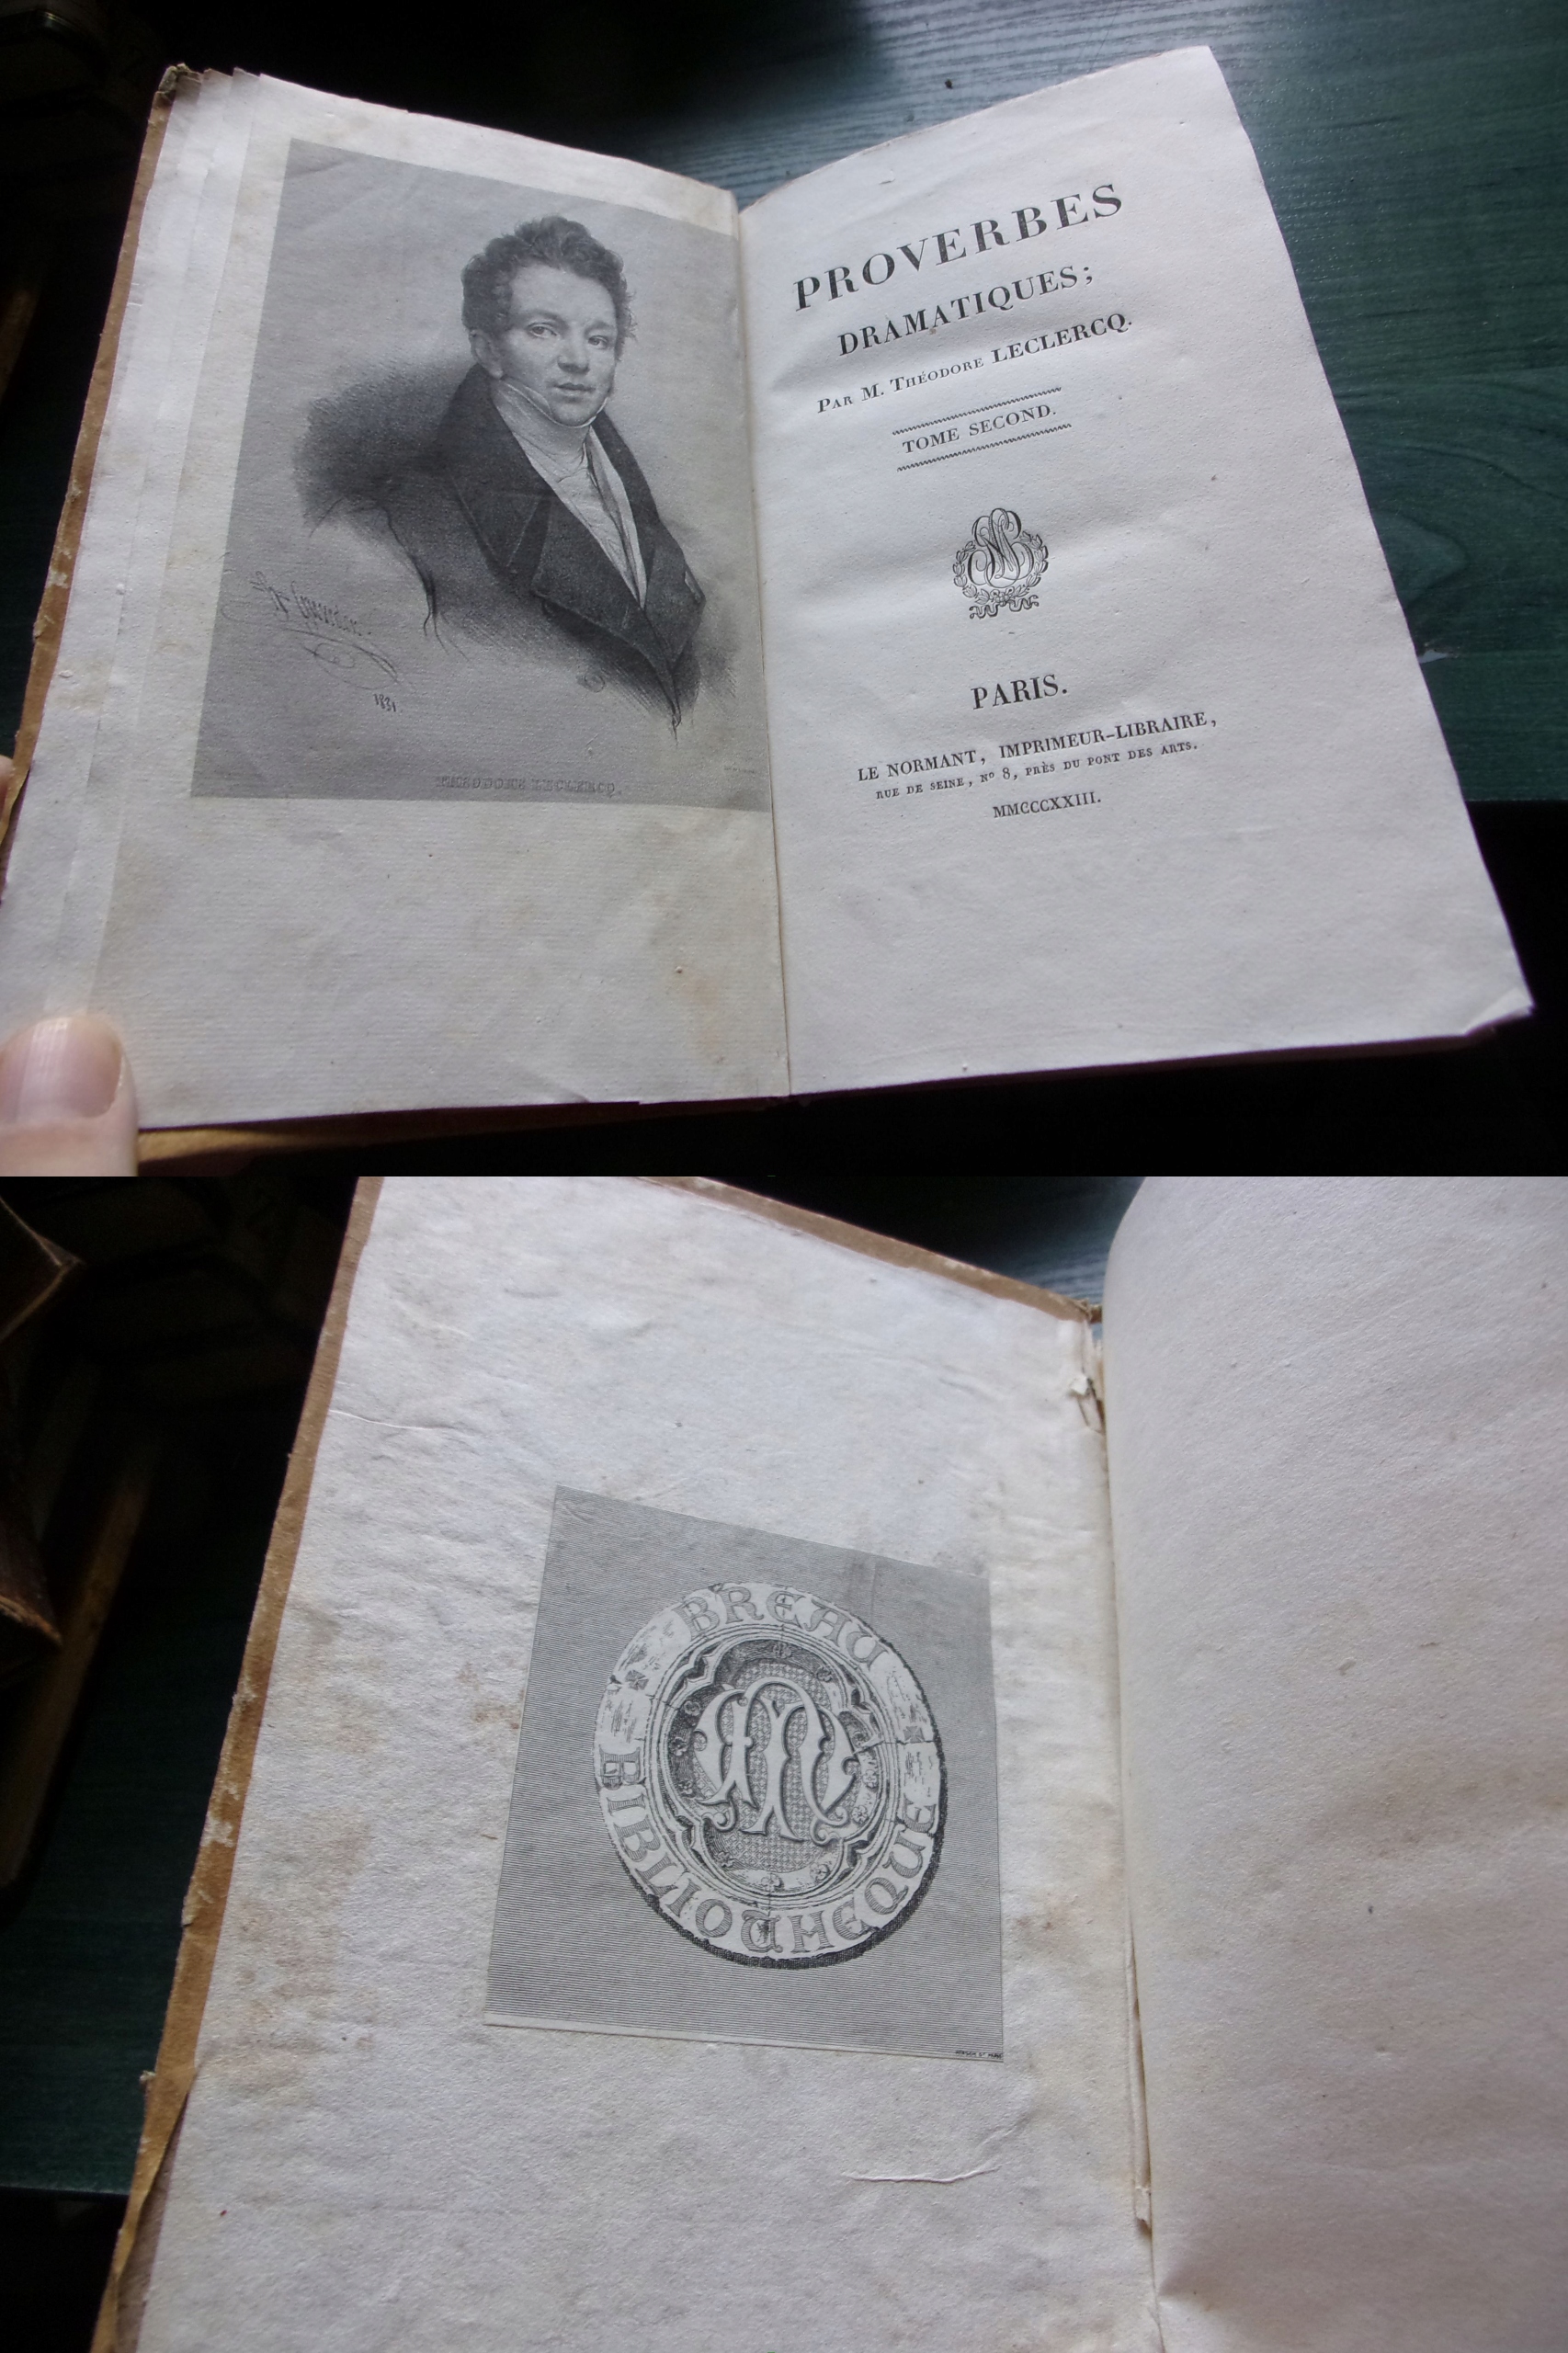 1831.
THÉODORE LECLERCQ.
PROVERBES
DRAMATIQUES;
PAR M. THÉODORE LECLERCQ.
TOME SECOND.
PARIS.
LE NORMANT, IMPRIMEUR-LIBRAIRE,
RUE DE SEINE, No 8, PRÈS DU PONT DES ARTS.
MMCCCXXIII.
BREAU
BIBLIOTHEQUE